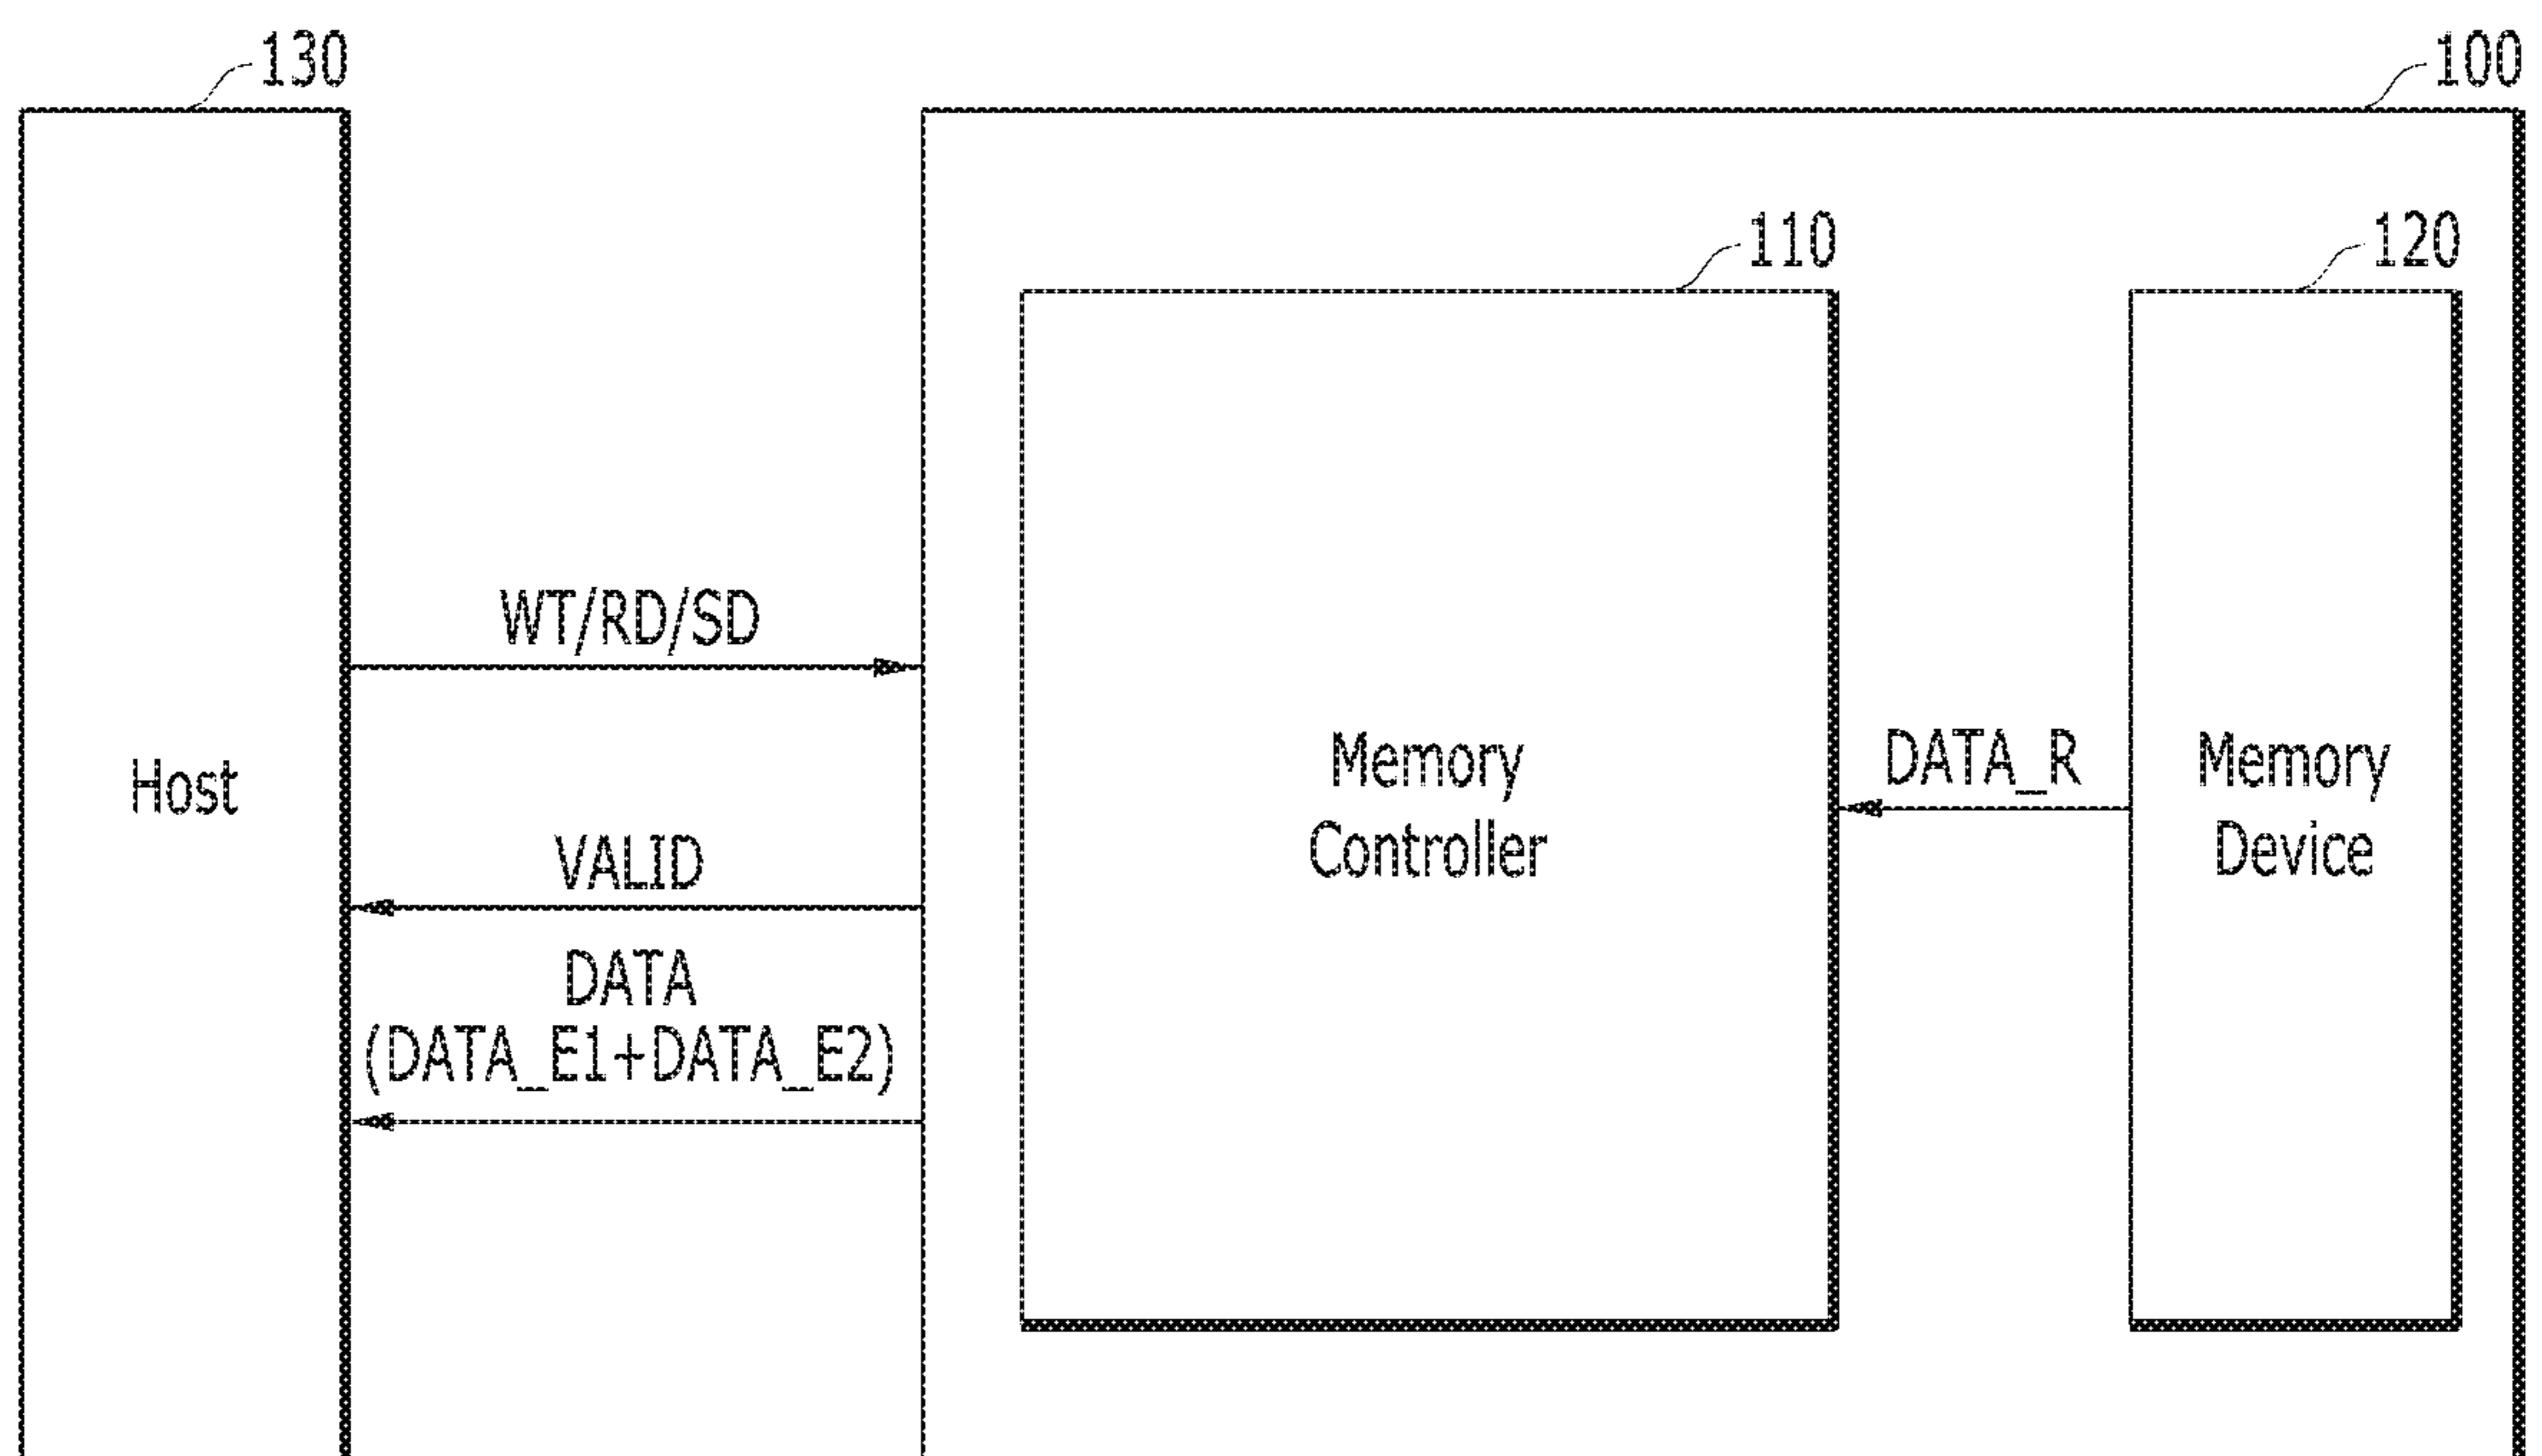 130
100
110
120
WT/RD/SD
Host
VALID
DATA
(DATA_E1+DATA_E2)
Memory
Controller
DATA_R
Memory
Device